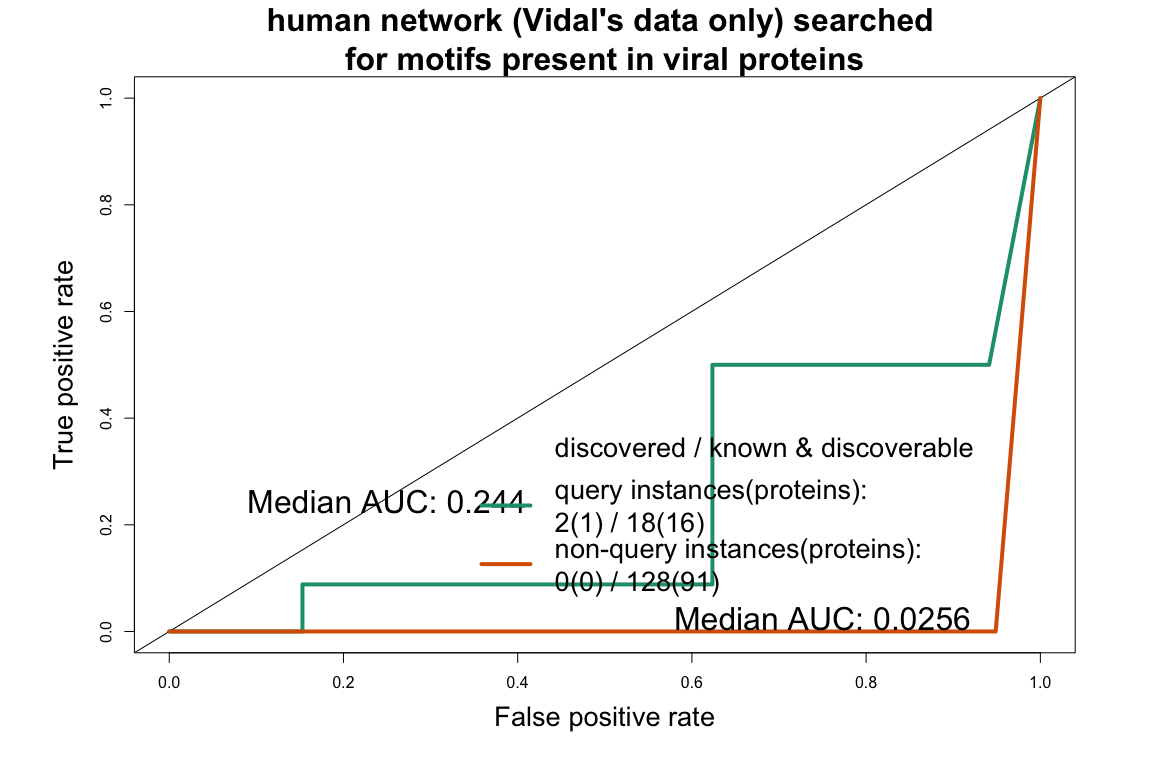 human network (Vidal's data only) searched
for motifs present in viral proteins
True positive rate
1.0
0.8
0.6
0.4
0.2
0.0
discovered / known & discoverable
Median AUC: 0.244
query instances(proteins):
2(1) / 18(16)
non-query instances(proteins):
0(0) / 128(91)
Median AUC: 0.0256
0.0 0.2 0.4 0.6 0.8 1.0
False positive rate